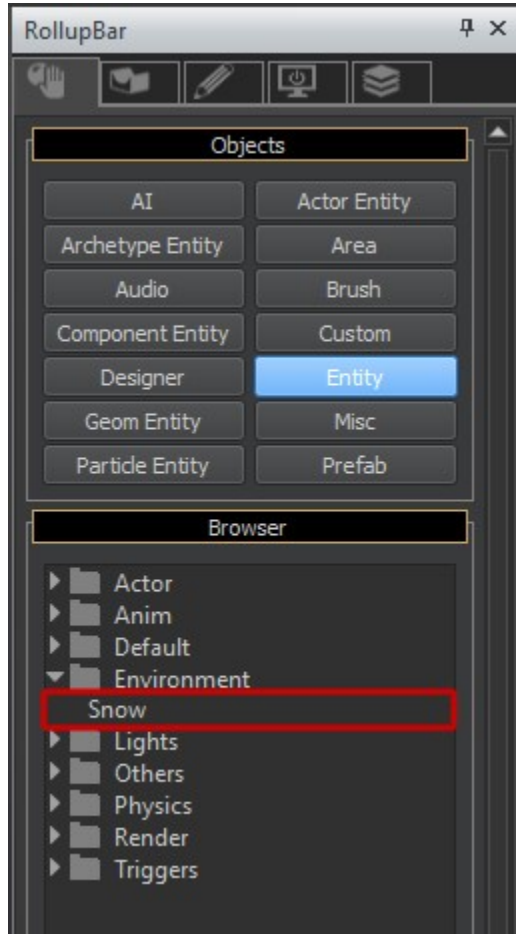 RollupBar
Objects
AI Actor Entity
Archetype Entity Area
Audio Brush
Component Entity Custom
Designer Entity
Geom Entity Misc
Particle Entity Prefab
Browser
Actor
Anim
Default
Environment
Snow
Lights
Others
Physics
Render
Triggers